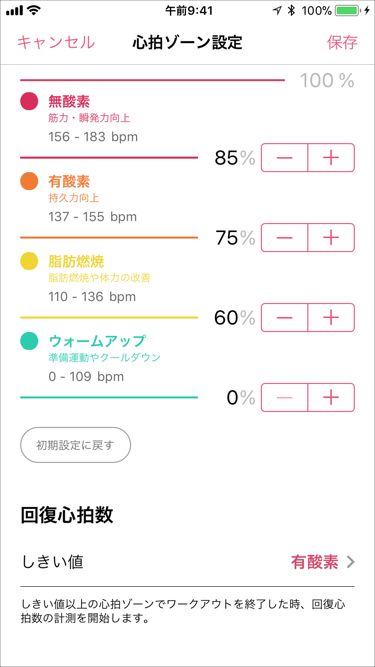 午前9:41
100%
キャンセル 心拍ゾーン設定 保存
100 %
無酸素
筋力・瞬発力向上
156 - 183 bpm
85%
有酸素
持久力向上
137 - 155 bpm
75%
脂肪燃焼
脂肪燃焼や体力の改善
110 - 136 bpm
60%
ウォームアップ
準備運動やクールダウン
0 - 109 bpm
0%
初期設定に戻す
回復心拍数
しきい値 有酸素
しきい値以上の心拍ゾーンでワークアウトを終了した時、回復心
拍数の計測を開始します。